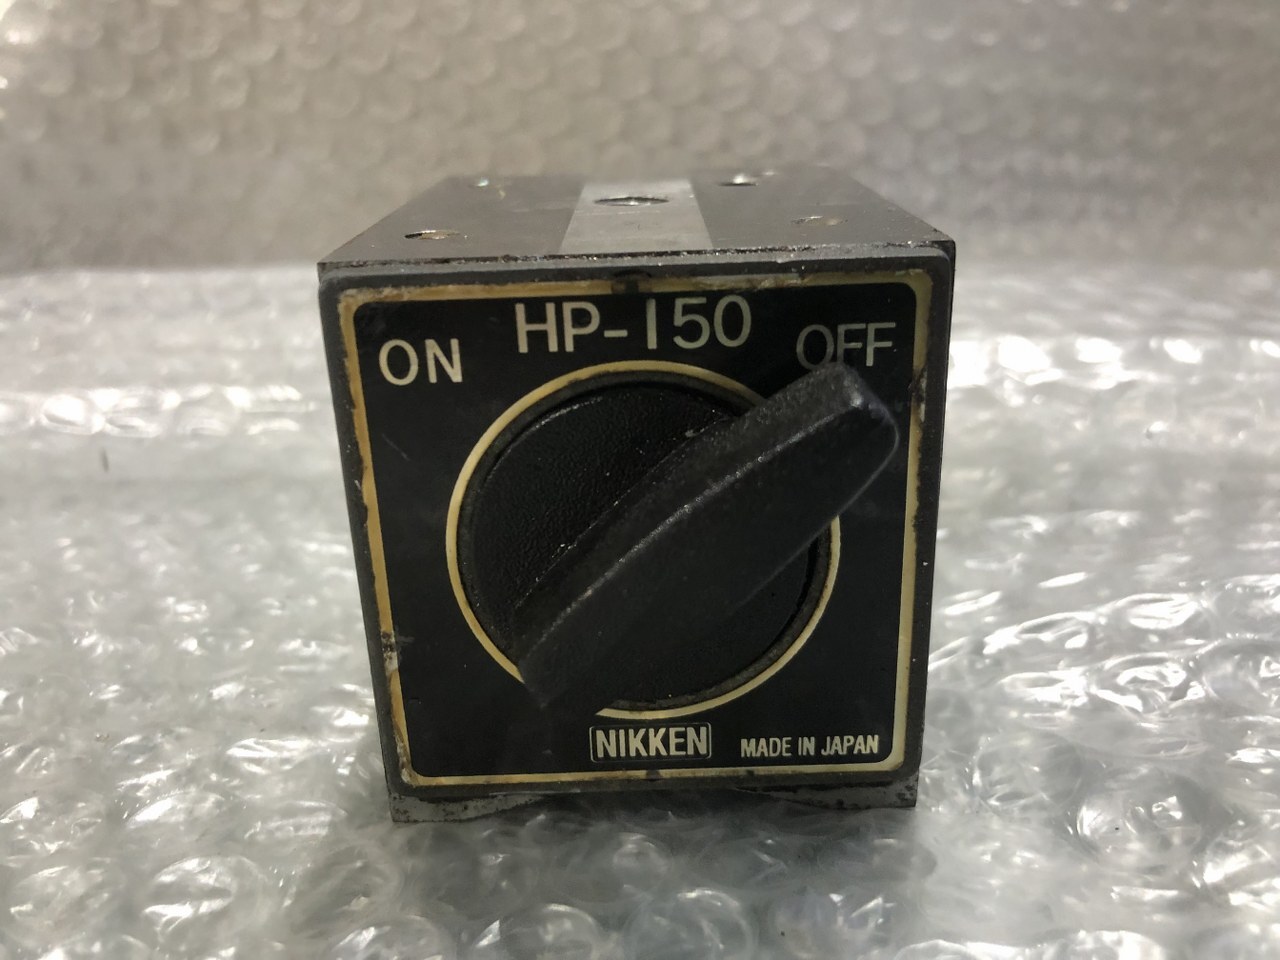 HP-150
ON
OFF
NIKKEN
MADE IN JAPAN